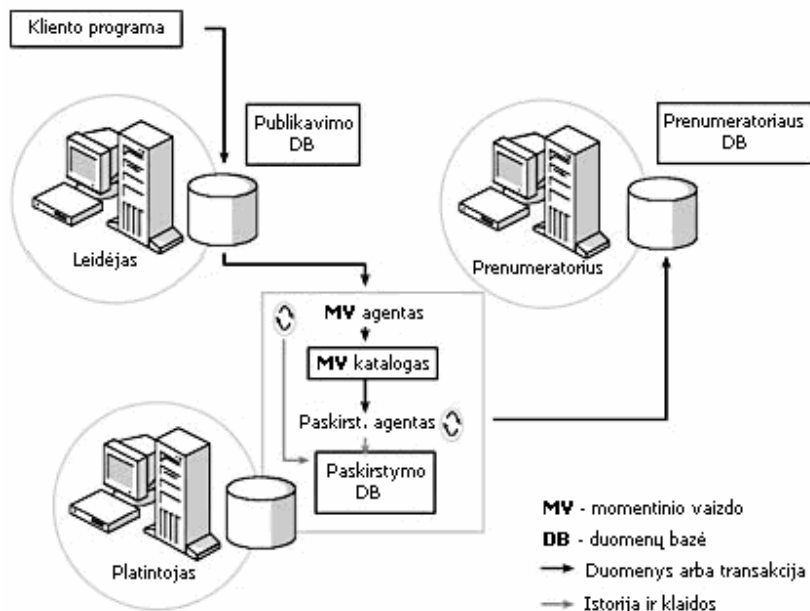 Kliento programa
Publikavimo
DB
Prenumeratoriaus
DB
Leidėjas
Prenumeratorius
MV agentas
MV katalogas
Paskirst. agentas
Paskirstymo
DB
Platintojas
MV - momentinio vaizdo
DB - duomenų bazė
Duomenys arba transakcija
Istorija ir klaidos